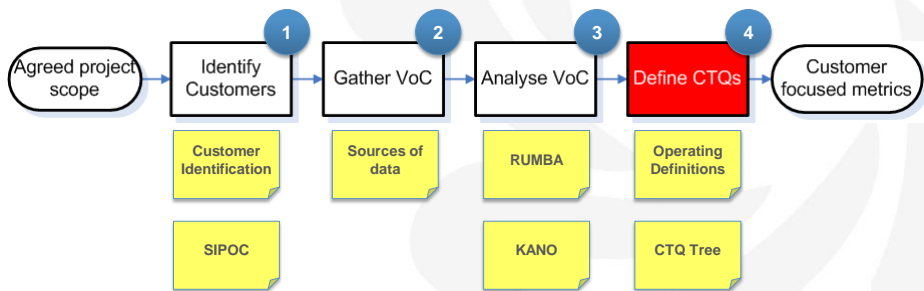 1
2
3
4
Agreed project
scope
Identify
Customers
Gather VoC
Analyse VoC
Define CTQs
Customer
focused metrics
Customer
Identification
Sources of
data
RUMBA
Operating
Definitions
SIPOC
KANO
CTQ Tree